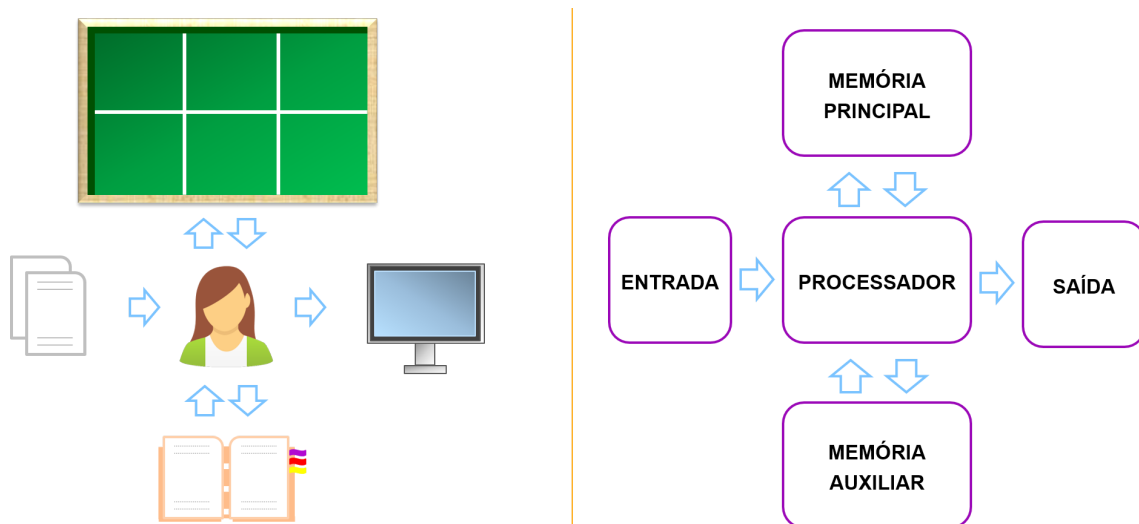 MEMÓRIA
PRINCIPAL
ENTRADA
PROCESSADOR
SAÍDA
MEMÓRIA
AUXILIAR